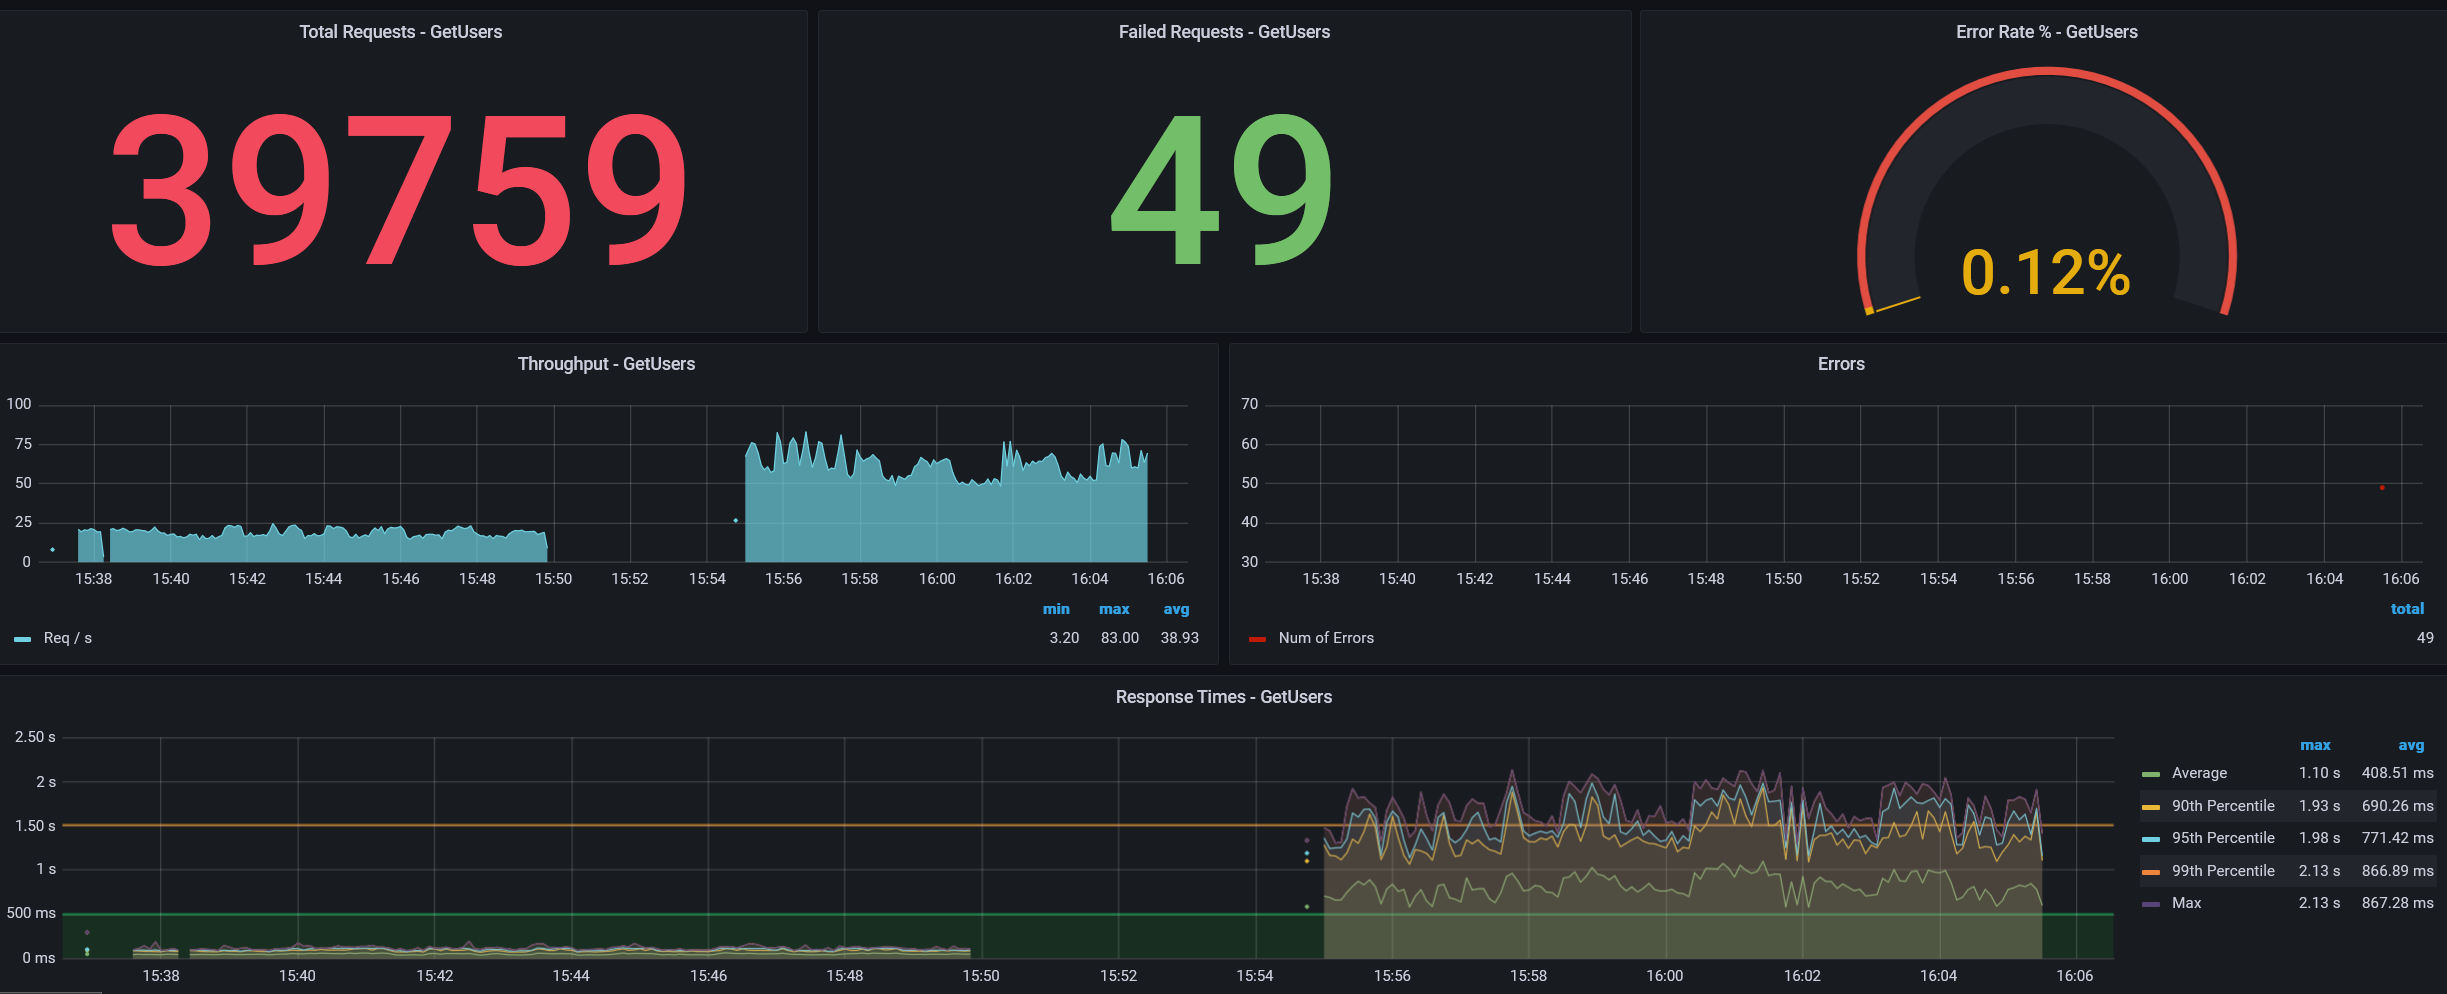 Total Requests - GetUsers
39759
Failed Requests - GetUsers
49
Error Rate % - GetUsers
0.12%
Throughput - GetUsers
100
75
50
25
0
15:38 15:40 15:42 15:44 15:46 15:48 15:50 15:52 15:54 15:56 15:58 16:00 16:02 16:04 16:06
min max avg
Req / s 3.20 83.00 38.93
Errors
70
60
50
40
30
15:38 15:40 15:42 15:44 15:46 15:48 15:50 15:52 15:54 15:56 15:58 16:00 16:02 16:04 16:06
total
Num of Errors 49
Response Times - GetUsers
2.50 s
2 s
1.50 s
1 s
500 ms
0 ms
15:38 15:40 15:42 15:44 15:46 15:48 15:50 15:52 15:54 15:56 15:58 16:00 16:02 16:04 16:06
max avg
Average 1.10 s 408.51 ms
90th Percentile 1.93 s 690.26 ms
95th Percentile 1.98 s 771.42 ms
99th Percentile 2.13 s 866.89 ms
Max 2.13 s 867.28 ms